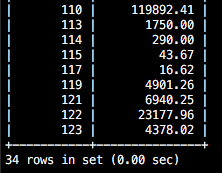 | 110 | 119892.41 |
| 113 | 1750.00 |
| 114 | 290.00 |
| 115 | 43.67 |
| 117 | 16.62 |
| 119 | 4901.26 |
| 121 | 6940.25 |
| 122 | 23177.96 |
| 123 | 4378.02 |
+------------+------------+
34 rows in set (0.00 sec)